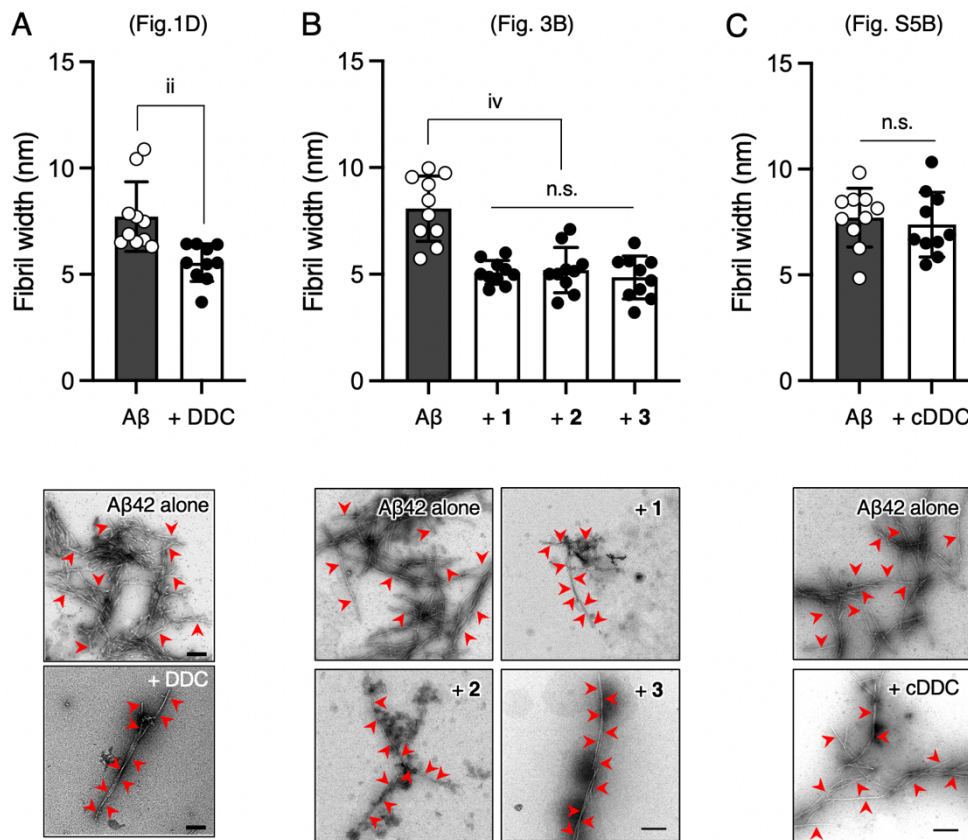 A
(Fig.1D)
15
10
5
0
Fibril width (nm)
ii
Aβ
+ DDC
B
(Fig. 3B)
15
10
5
0
Fibril width (nm)
iv
n.s.
Aβ
+ 1
+ 2
+ 3
C
(Fig. S5B)
15
10
5
0
Fibril width (nm)
n.s.
Aβ
+ cDDC
Aβ42 alone
+ DDC
Aβ42 alone
+ 1
+ 2
+ 3
Aβ42 alone
+ cDDC